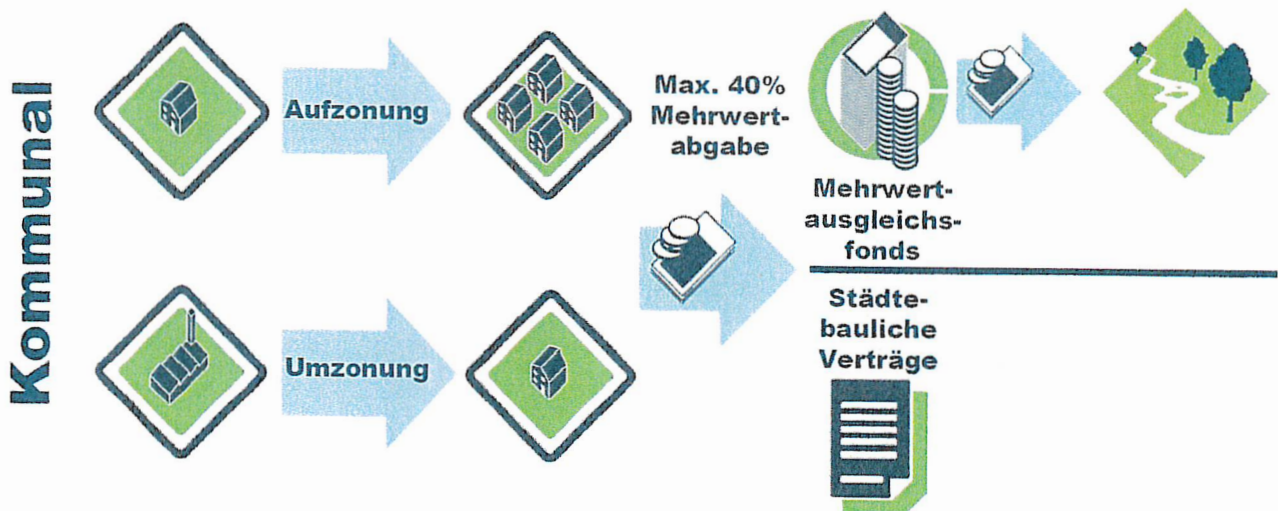 Kommunal
Aufzonung
Max. 40%
Mehrwert-
abgabe
Mehrwert-
ausgleichs-
fonds
Umzonung
Städte-
bauliche
Verträge